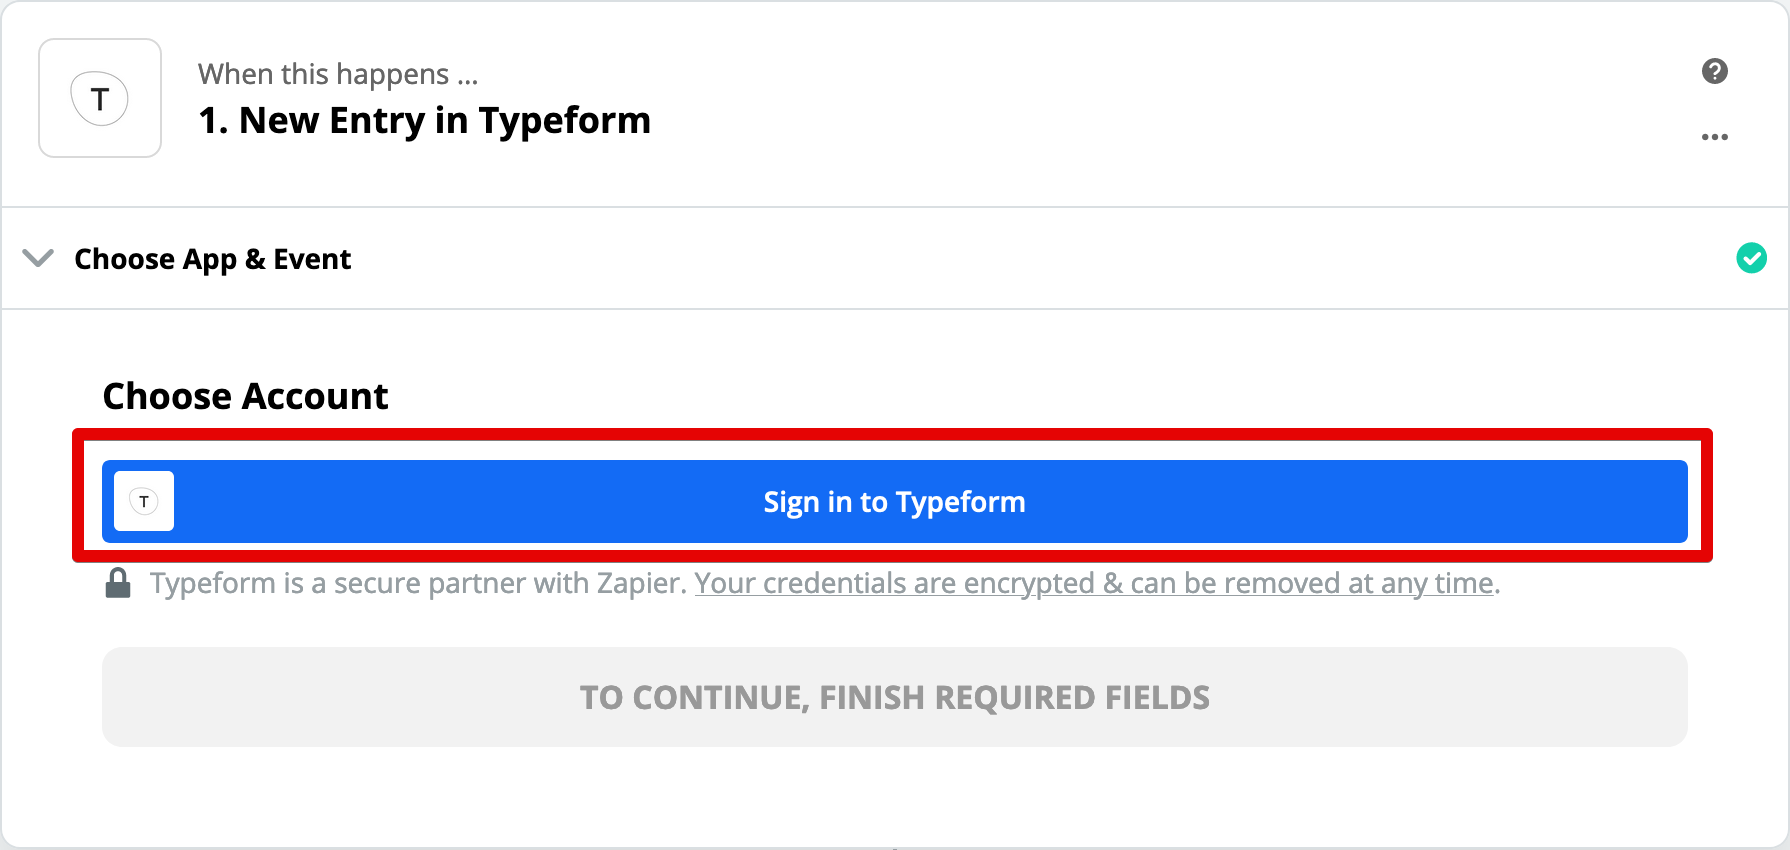 T
When this happens ...
1. New Entry in Typeform
?
Choose App & Event
Choose Account
T
Sign in to Typeform
Typeform is a secure partner with Zapier. Your credentials are encrypted & can be removed at any time.
TO CONTINUE, FINISH REQUIRED FIELDS